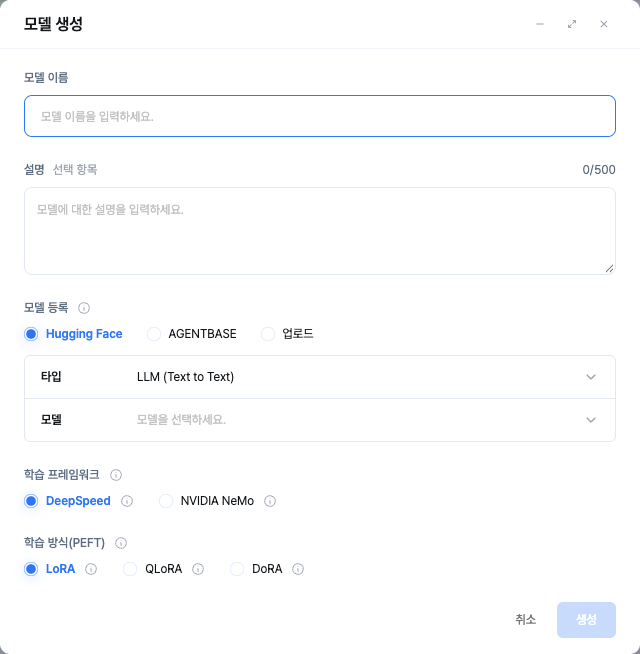 모델 생성
모델 이름
모델 이름을 입력하세요.
설명 선택 항목 0/500
모델에 대한 설명을 입력하세요.
모델 등록
Hugging Face AGENTBASE 업로드
타입 LLM (Text to Text)
모델 모델을 선택하세요.
학습 프레임워크
DeepSpeed NVIDIA NeMo
학습 방식(PEFT)
LoRA QLoRA DoRA
취소 생성